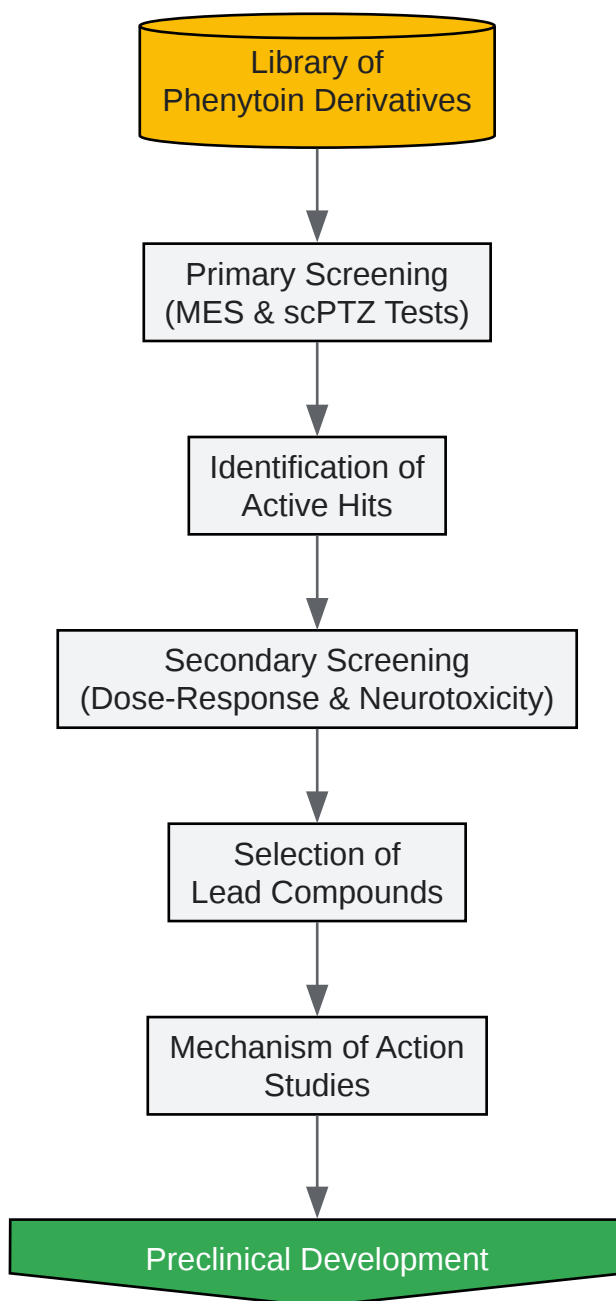 Library of
Phenytoin Derivatives
Primary Screening
(MES & scPTZ Tests)
Identification of
Active Hits
Secondary Screening
(Dose-Response & Neurotoxicity)
Selection of
Lead Compounds
Mechanism of Action
Studies
Preclinical Development